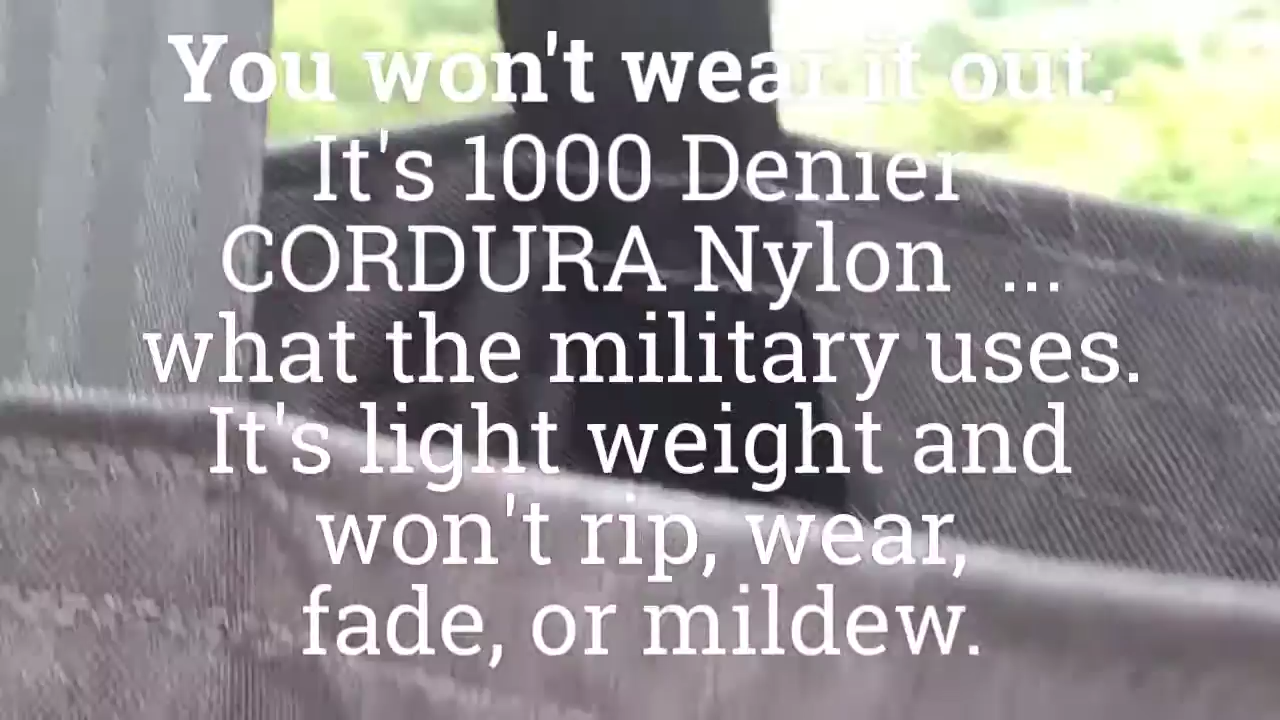 You won't wear it out.
It's 1000 Denier
CORDURA Nylon ...
what the military uses.
It's light weight and
won't rip, wear,
fade, or mildew.